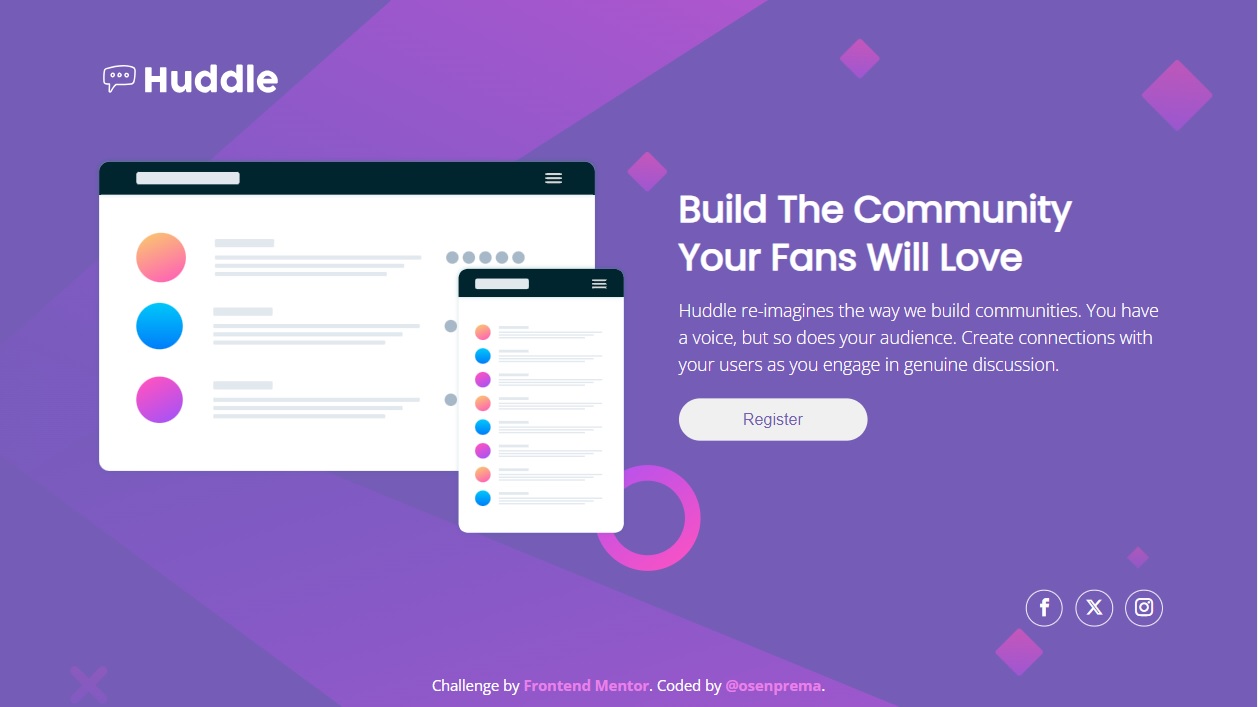 Huddle
Build The Community
Your Fans Will Love
Huddle re-imagines the way we build communities. You have
a voice, but so does your audience. Create connections with
your users as you engage in genuine discussion.
Register
Challenge by Frontend Mentor. Coded by @osenprema.